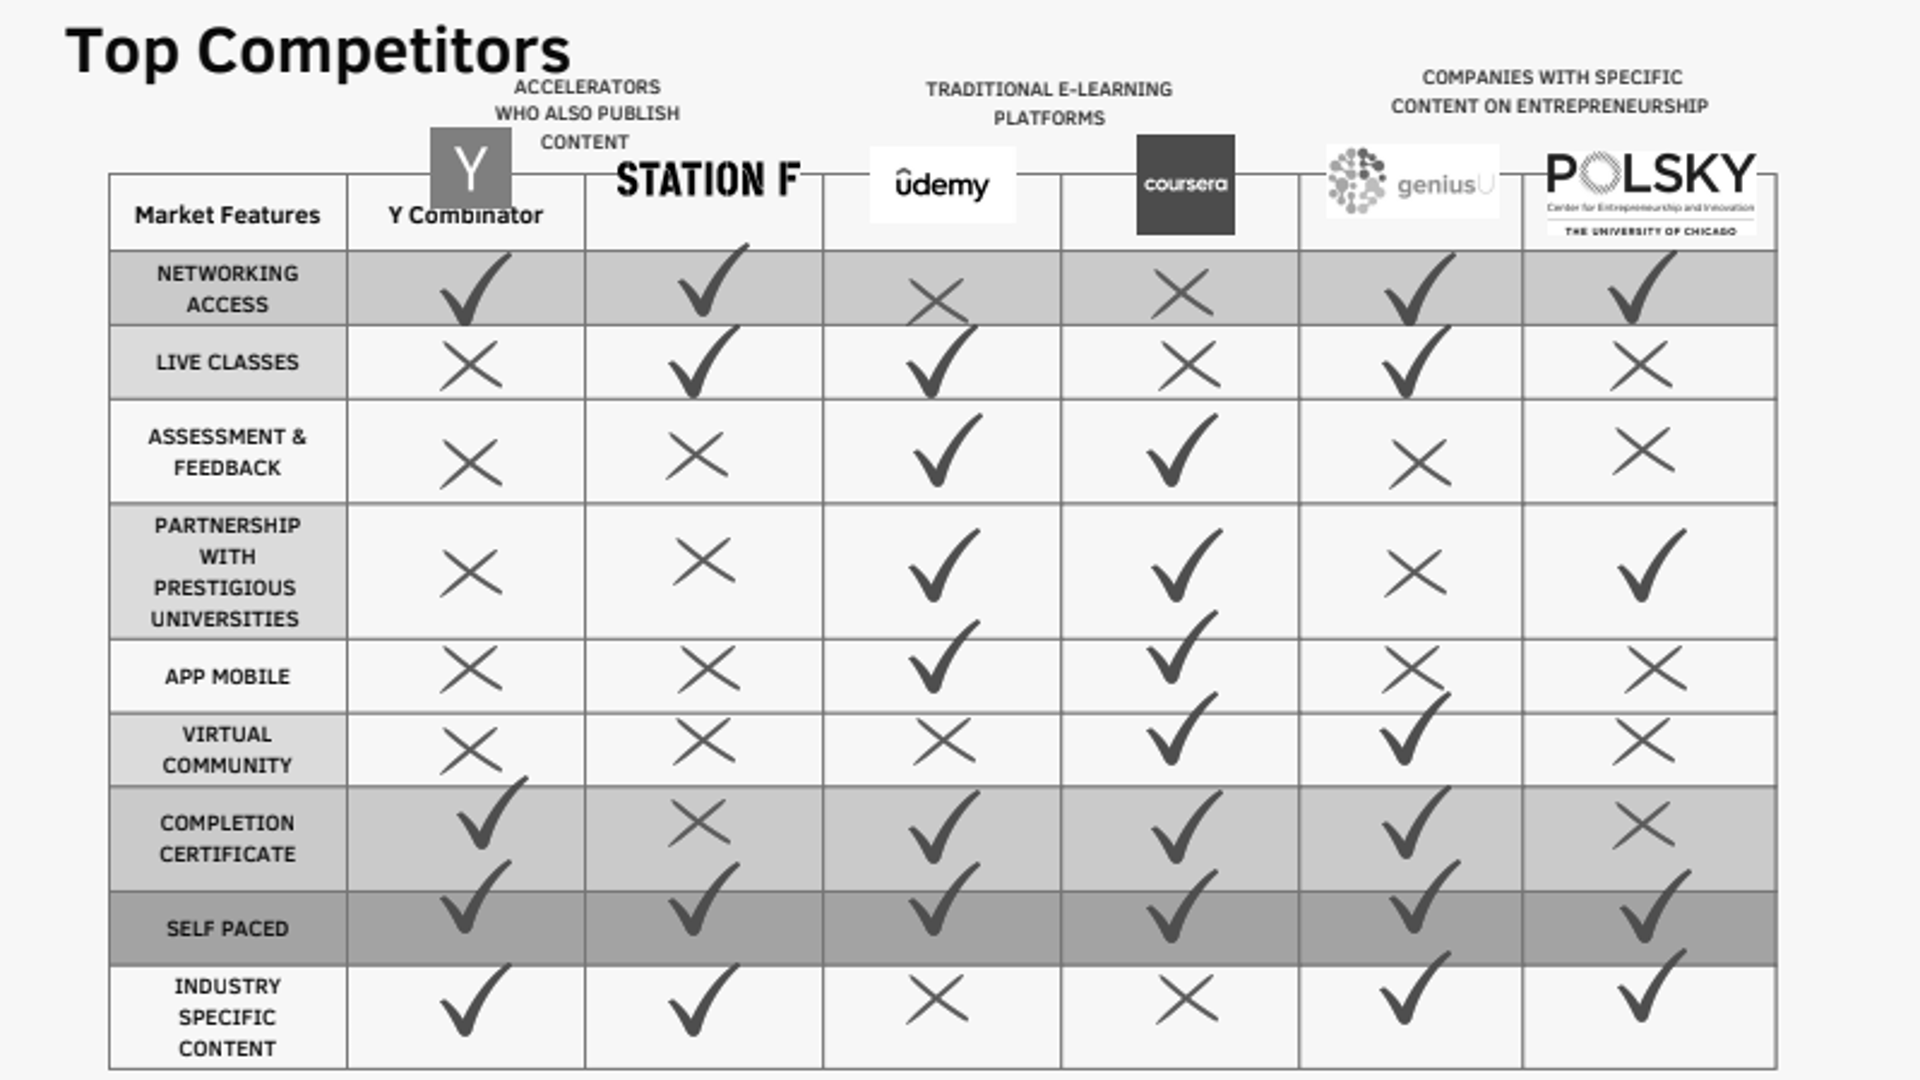 Top Competitors
ACCELERATORS
WHO ALSO PUBLISH
CONTENT
TRADITIONAL E-LEARNING
PLATFORMS
COMPANIES WITH SPECIFIC
CONTENT ON ENTREPRENEURSHIP
Market Features
Y
Y Combinator
STATION F
ûdemy
coursera
geniusU
POLSKY
Center for Entrepreneurship and Innovation
THE UNIVERSITY OF CHICAGO
NETWORKING
ACCESS
LIVE CLASSES
ASSESSMENT &
FEEDBACK
PARTNERSHIP
WITH
PRESTIGIOUS
UNIVERSITIES
APP MOBILE
VIRTUAL
COMMUNITY
COMPLETION
CERTIFICATE
SELF PACED
INDUSTRY
SPECIFIC
CONTENT